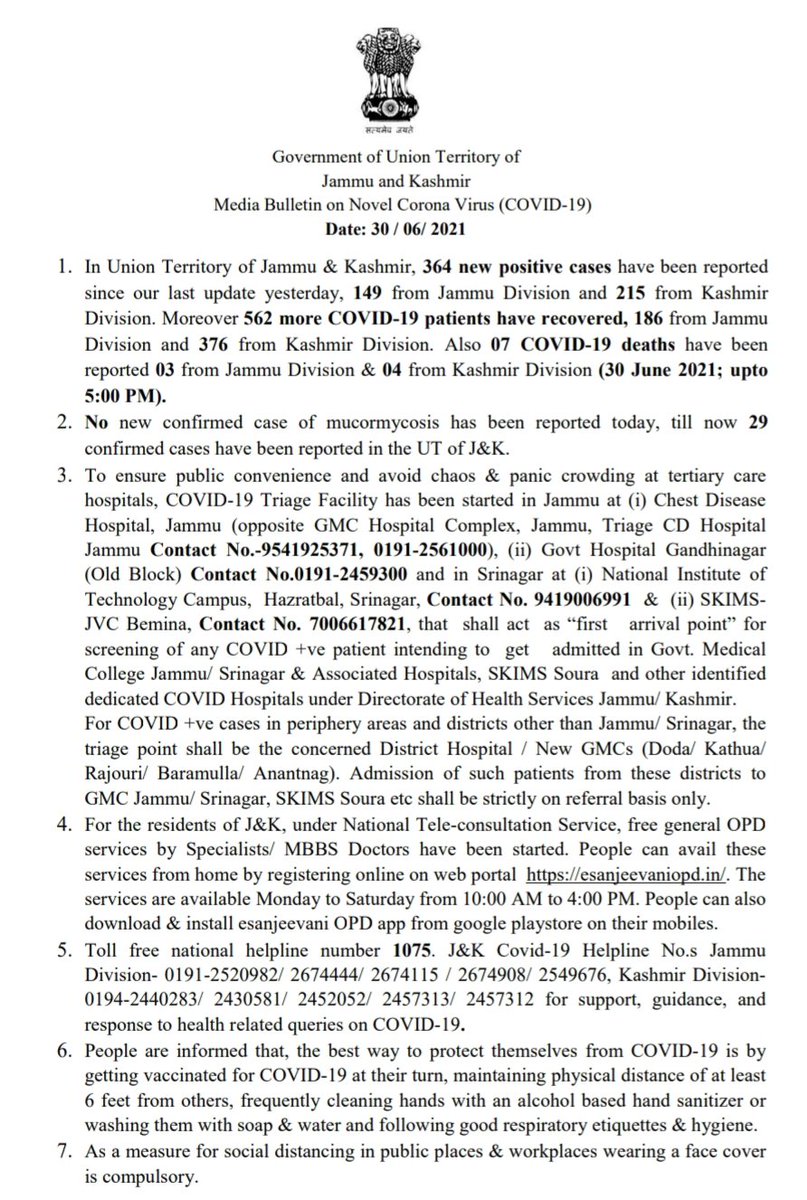 सत्यमेव जयते
Government of Union Territory of
Jammu and Kashmir
Media Bulletin on Novel Corona Virus (COVID-19)
Date: 30 / 06/ 2021
1. In Union Territory of Jammu & Kashmir, 364 new positive cases have been reported
since our last update yesterday, 149 from Jammu Division and 215 from Kashmir
Division. Moreover 562 more COVID-19 patients have recovered, 186 from Jammu
Division and 376 from Kashmir Division. Also 07 COVID-19 deaths have been
reported 03 from Jammu Division & 04 from Kashmir Division (30 June 2021; upto
5:00 PM).
2. No new confirmed case of mucormycosis has been reported today, till now 29
confirmed cases have been reported in the UT of J&K.
3. To ensure public convenience and avoid chaos & panic crowding at tertiary care
hospitals, COVID-19 Triage Facility has been started in Jammu at (i) Chest Disease
Hospital, Jammu (opposite GMC Hospital Complex, Jammu, Triage CD Hospital
Jammu Contact No.-9541925371, 0191-2561000), (ii) Govt Hospital Gandhinagar
(Old Block) Contact No.0191-2459300 and in Srinagar at (i) National Institute of
Technology Campus, Hazratbal, Srinagar, Contact No. 9419006991 & (ii) SKIMS-
JVC Bemina, Contact No. 7006617821, that shall act as “first arrival point” for
screening of any COVID +ve patient intending to get admitted in Govt. Medical
College Jammu/ Srinagar & Associated Hospitals, SKIMS Soura and other identified
dedicated COVID Hospitals under Directorate of Health Services Jammu/ Kashmir.
For COVID +ve cases in periphery areas and districts other than Jammu/ Srinagar, the
triage point shall be the concerned District Hospital / New GMCs (Doda/ Kathua/
Rajouri/ Baramulla/ Anantnag). Admission of such patients from these districts to
GMC Jammu/ Srinagar, SKIMS Soura etc shall be strictly on referral basis only.
4. For the residents of J&K, under National Tele-consultation Service, free general OPD
services by Specialists/ MBBS Doctors have been started. People can avail these
services from home by registering online on web portal https://esanjeevaniopd.in/. The
services are available Monday to Saturday from 10:00 AM to 4:00 PM. People can also
download & install esanjeevani OPD app from google playstore on their mobiles.
5. Toll free national helpline number 1075. J&K Covid-19 Helpline No.s Jammu
Division- 0191-2520982/ 2674444/ 2674115 / 2674908/ 2549676, Kashmir Division-
0194-2440283/ 2430581/ 2452052/ 2457313/ 2457312 for support, guidance, and
response to health related queries on COVID-19.
6. People are informed that, the best way to protect themselves from COVID-19 is by
getting vaccinated for COVID-19 at their turn, maintaining physical distance of at least
6 feet from others, frequently cleaning hands with an alcohol based hand sanitizer or
washing them with soap & water and following good respiratory etiquettes & hygiene.
7. As a measure for social distancing in public places & workplaces wearing a face cover
is compulsory.